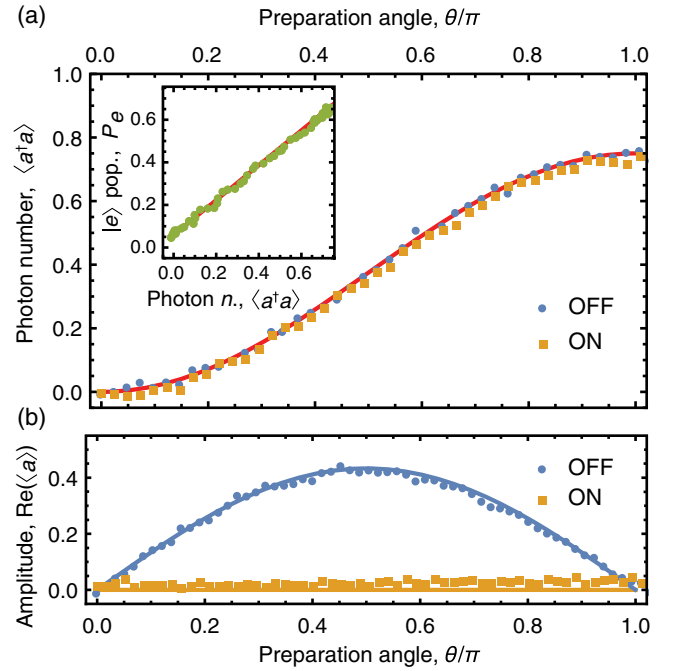 (a)
Preparation angle, θ/π
0.0 0.2 0.4 0.6 0.8 1.0
1.0
0.8
0.6
0.4
0.2
0.0
Photon number, ⟨a†a⟩
|e⟩ pop., Pe
0.6
0.4
0.2
0.0
0. 0.2 0.4 0.6
Photon n., ⟨a†a⟩
OFF
ON
(b)
Amplitude, Re(⟨a⟩)
0.4
0.2
0.0
OFF
ON
0.0 0.2 0.4 0.6 0.8 1.0
Preparation angle, θ/π